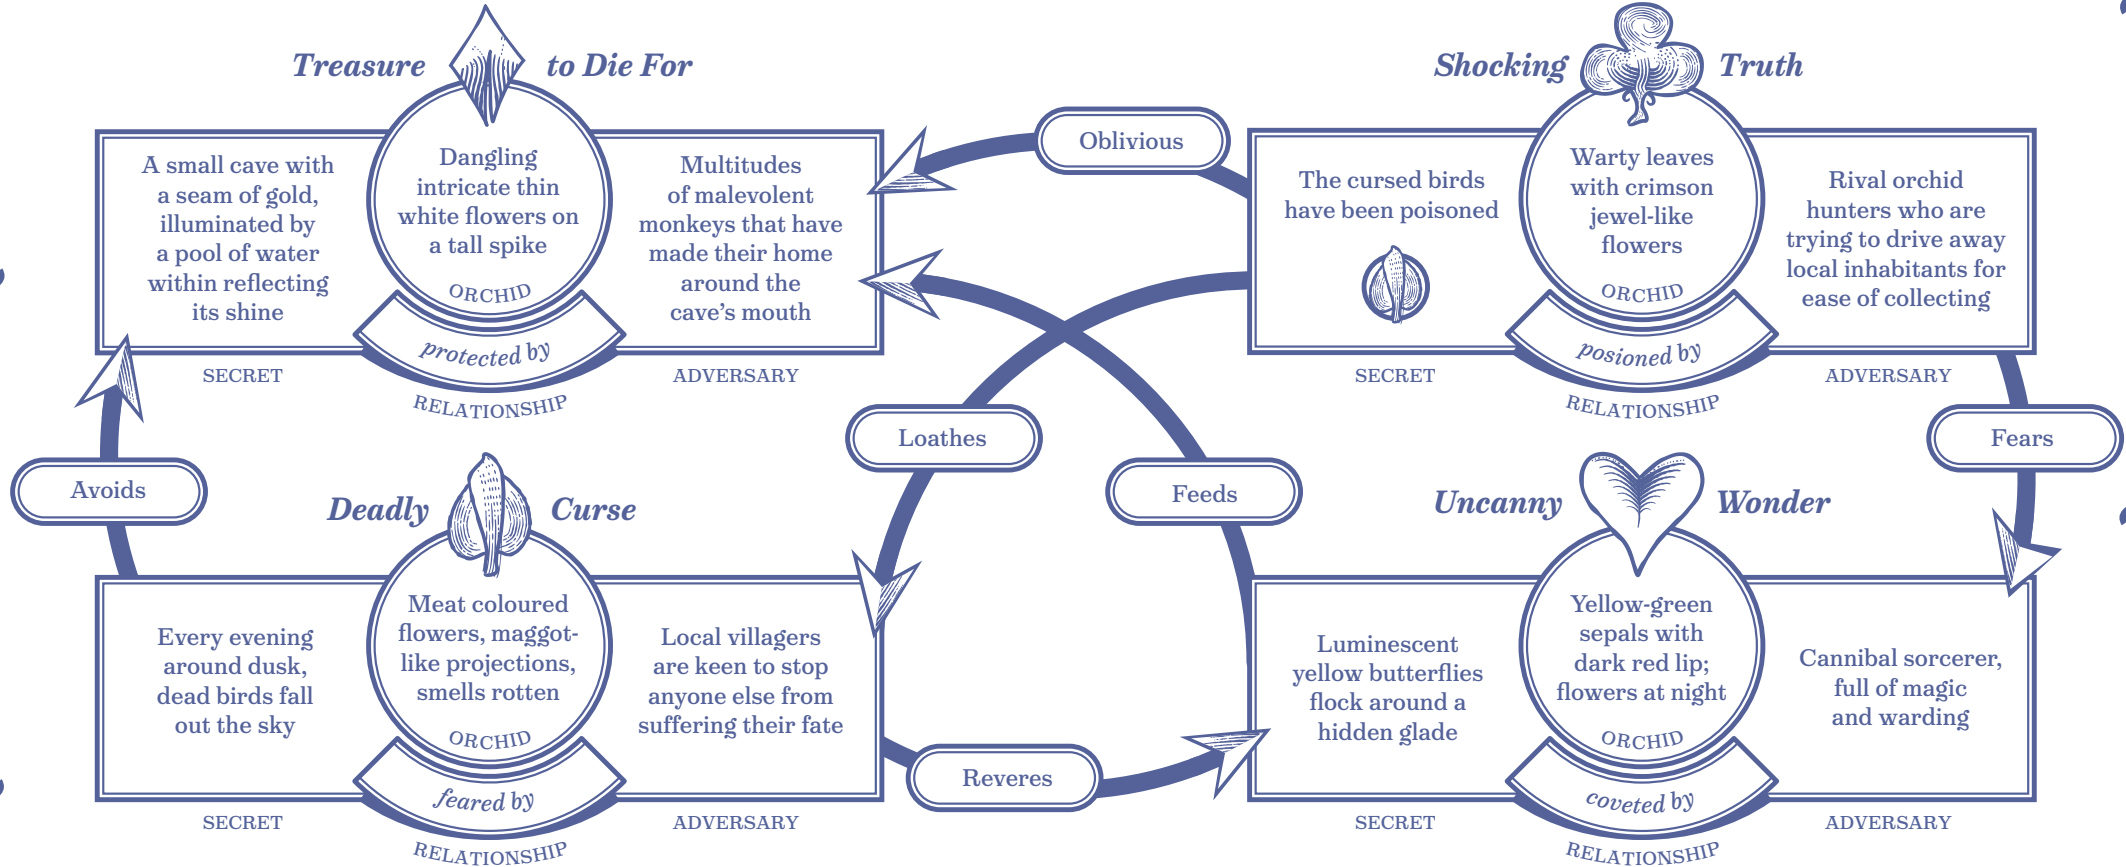 Treasure to Die For
A small cave with
a seam of gold,
illuminated by
a pool of water
within reflecting
its shine
SECRET
Dangling
intricate thin
white flowers on
a tall spike
ORCHID
protected by
RELATIONSHIP
Multitudes
of malevolent
monkeys that have
made their home
around the
cave's mouth
ADVERSARY
Oblivious
Shocking Truth
The cursed birds
have been poisoned
SECRET
Warty leaves
with crimson
jewel-like
flowers
ORCHID
posioned by
RELATIONSHIP
Rival orchid
hunters who are
trying to drive away
local inhabitants for
ease of collecting
ADVERSARY
Avoids
Loathes
Feeds
Fears
Deadly Curse
Every evening
around dusk,
dead birds fall
out the sky
SECRET
Meat coloured
flowers, maggot-
like projections,
smells rotten
ORCHID
feared by
RELATIONSHIP
Local villagers
are keen to stop
anyone else from
suffering their fate
ADVERSARY
Reveres
Uncanny Wonder
Luminescent
yellow butterflies
flock around a
hidden glade
SECRET
Yellow-green
sepals with
dark red lip;
flowers at night
ORCHID
coveted by
RELATIONSHIP
Cannibal sorcerer,
full of magic
and warding
ADVERSARY